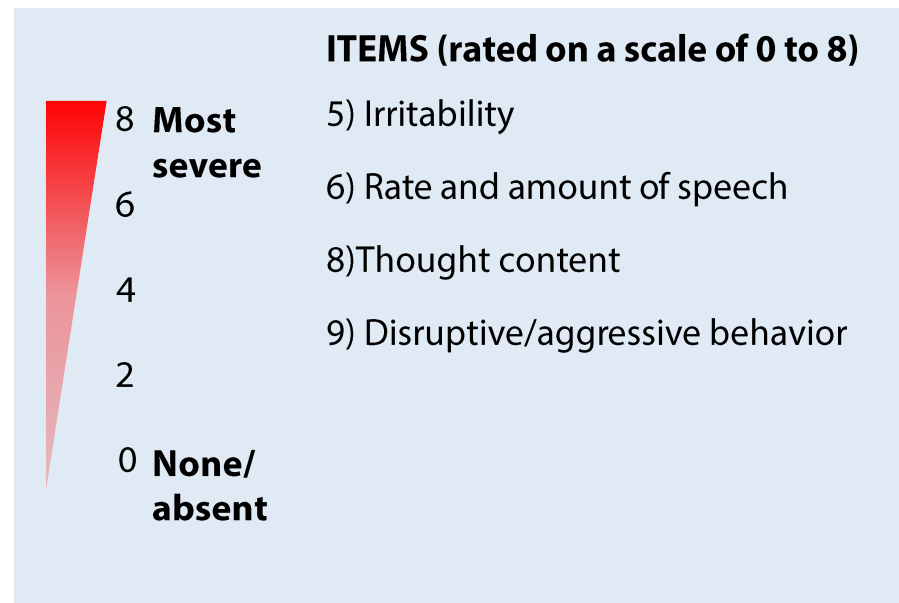 ITEMS (rated on a scale of 0 to 8)
8 Most
severe
6
4
2
0 None/
absent
5) Irritability
6) Rate and amount of speech
8)Thought content
9) Disruptive/aggressive behavior